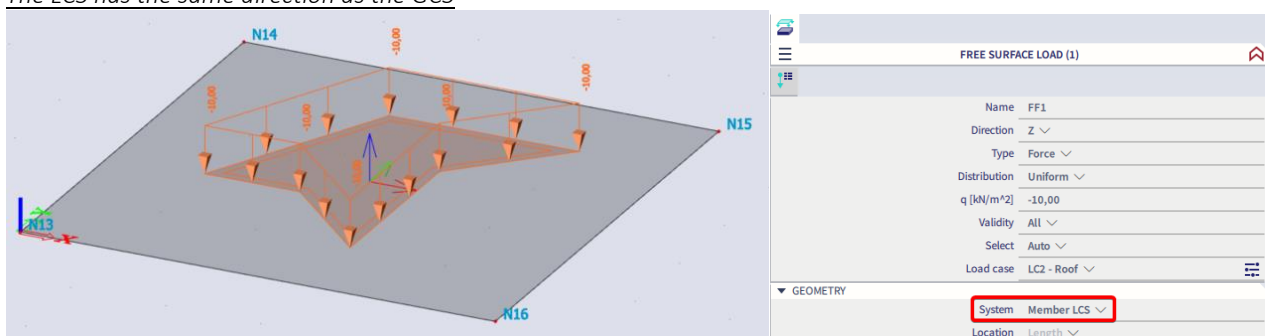 The LCS has the same direction as the GCS
N14
-10,00
-10,00
-10,00
-10,00
-10,00
N15
N13
X
N16
FREE SURFACE LOAD (1)
Name FF1
Direction Z
Type Force
Distribution Uniform
q [kN/m^2] -10,00
Validity All
Select Auto
Load case LC2 - Roof
GEOMETRY
System Member LCS
Location Length